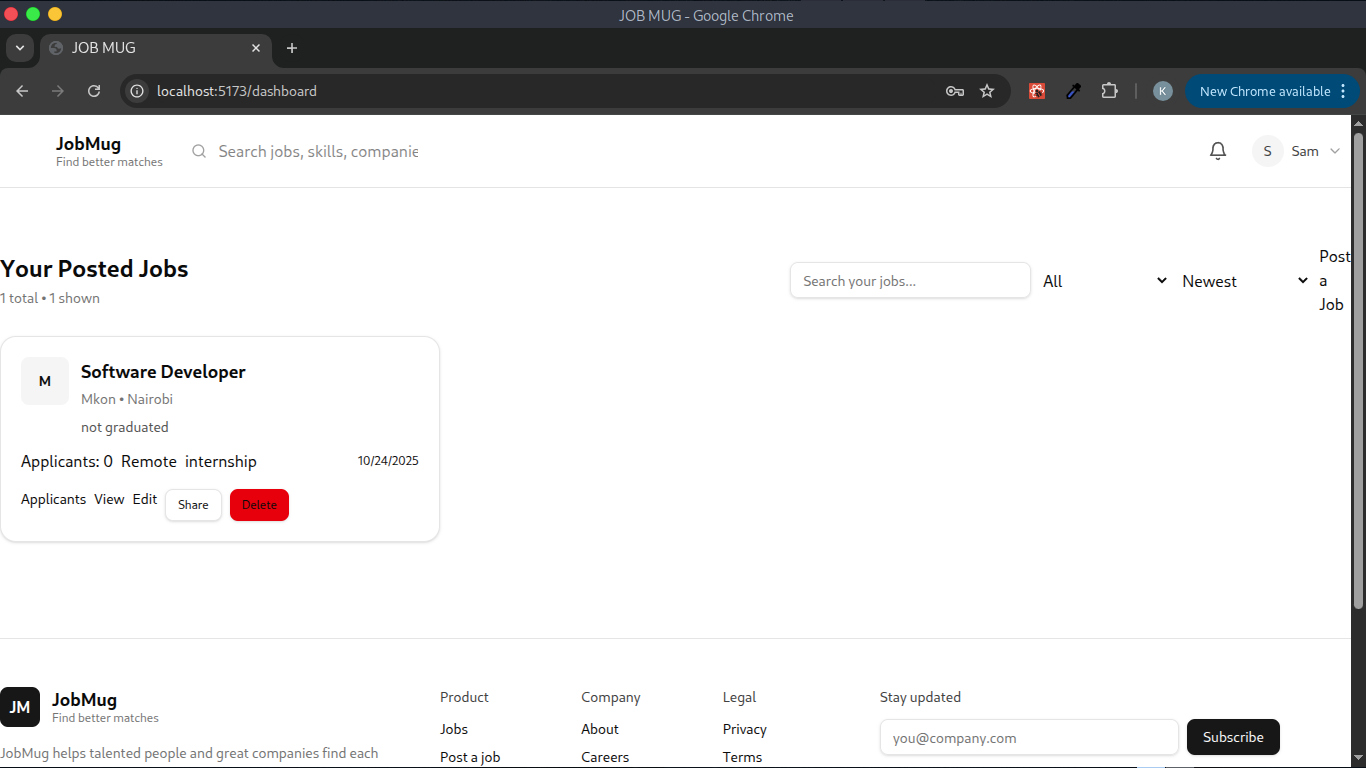 JOB MUG - Google Chrome
JOB MUG
localhost:5173/dashboard
K
New Chrome available
JobMug
Find better matches
Search jobs, skills, companie
S
Sam
Your Posted Jobs
1 total • 1 shown
Search your jobs...
All
Newest
Post
a
Job
M
Software Developer
Mkon • Nairobi
not graduated
Applicants: 0 Remote internship
10/24/2025
Applicants View Edit Share Delete
JM
JobMug
Find better matches
JobMug helps talented people and great companies find each
Product
Jobs
Post a job
Company
About
Careers
Legal
Privacy
Terms
Stay updated
you@company.com
Subscribe